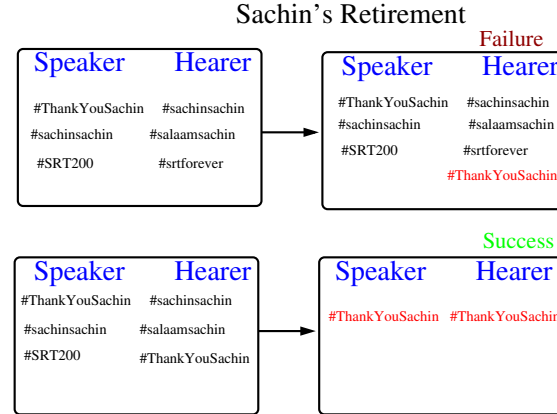 Sachin's Retirement
Failure
Speaker Hearer
#ThankYouSachin #sachinsachin
#sachinsachin #salaamsachin
#SRT200 #srtforever
Speaker Hearer
#ThankYouSachin #sachinsachin
#sachinsachin #salaamsachin
#SRT200 #srtforever
#ThankYouSachin
Success
Speaker Hearer
#ThankYouSachin #sachinsachin
#sachinsachin #salaamsachin
#SRT200 #ThankYouSachin
Speaker Hearer
#ThankYouSachin #ThankYouSachin